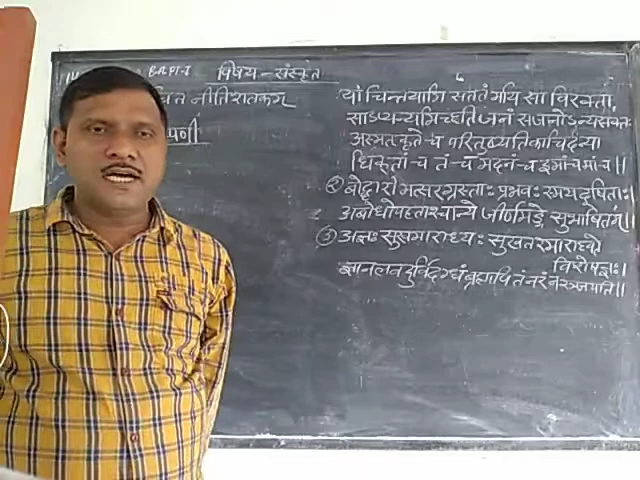 B.A. PT-I विषय - संस्कृत
नीतिशतकम्
यां चिन्तयामि सततं मयि सा विरक्ता,
साऽप्यन्यमिच्छति जनं सजनोऽन्यसक्तः
अस्मत्कृते च परितुष्यति काचिदन्या
धिक्तां च तं च मदनं च इमां च मां च ॥
② बोद्धारो मत्सरग्रस्ताः प्रभवः स्मयदूषिताः
अबोधोपहताश्चान्ये जीर्णमङ्गे सुभाषितम् ॥
③ अज्ञः सुखमाराध्यः सुखतरमाराध्यते
विशेषज्ञः।
ज्ञानलवदुर्विदग्धं ब्रह्मापि तं नरं न रञ्जयति ॥